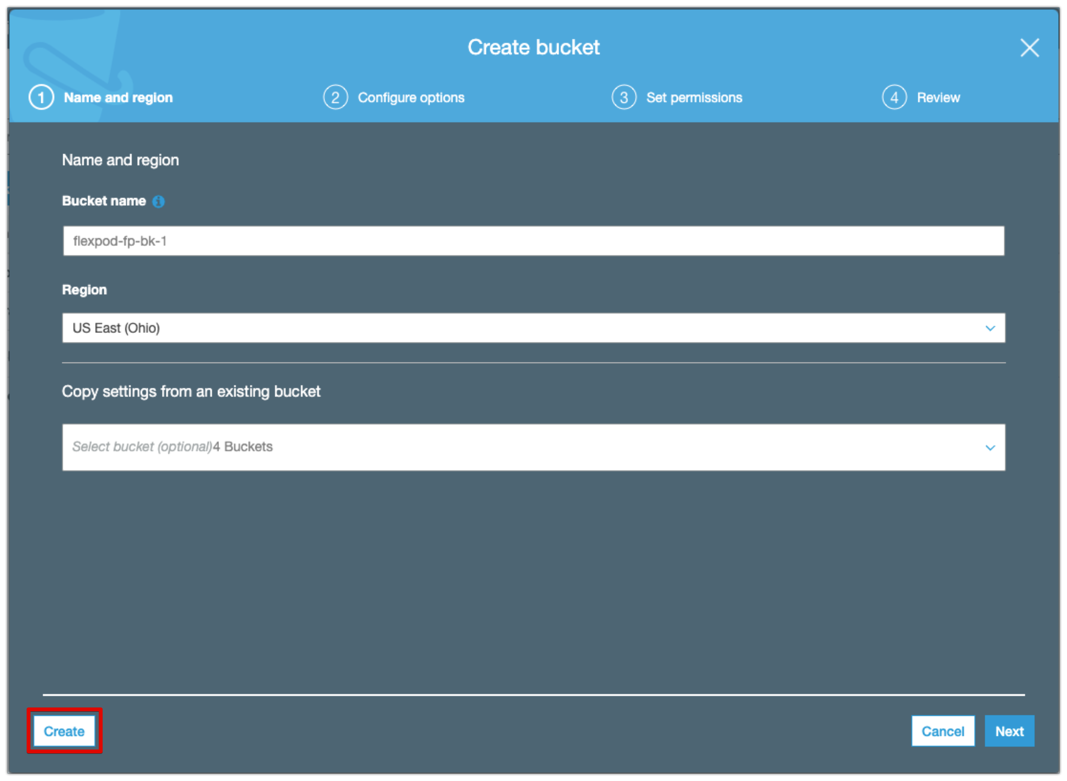 Create bucket
1 Name and region 2 Configure options 3 Set permissions 4 Review
Name and region
Bucket name
flexpod-fp-bk-1
Region
US East (Ohio)
Copy settings from an existing bucket
Select bucket (optional)4 Buckets
Create Cancel Next